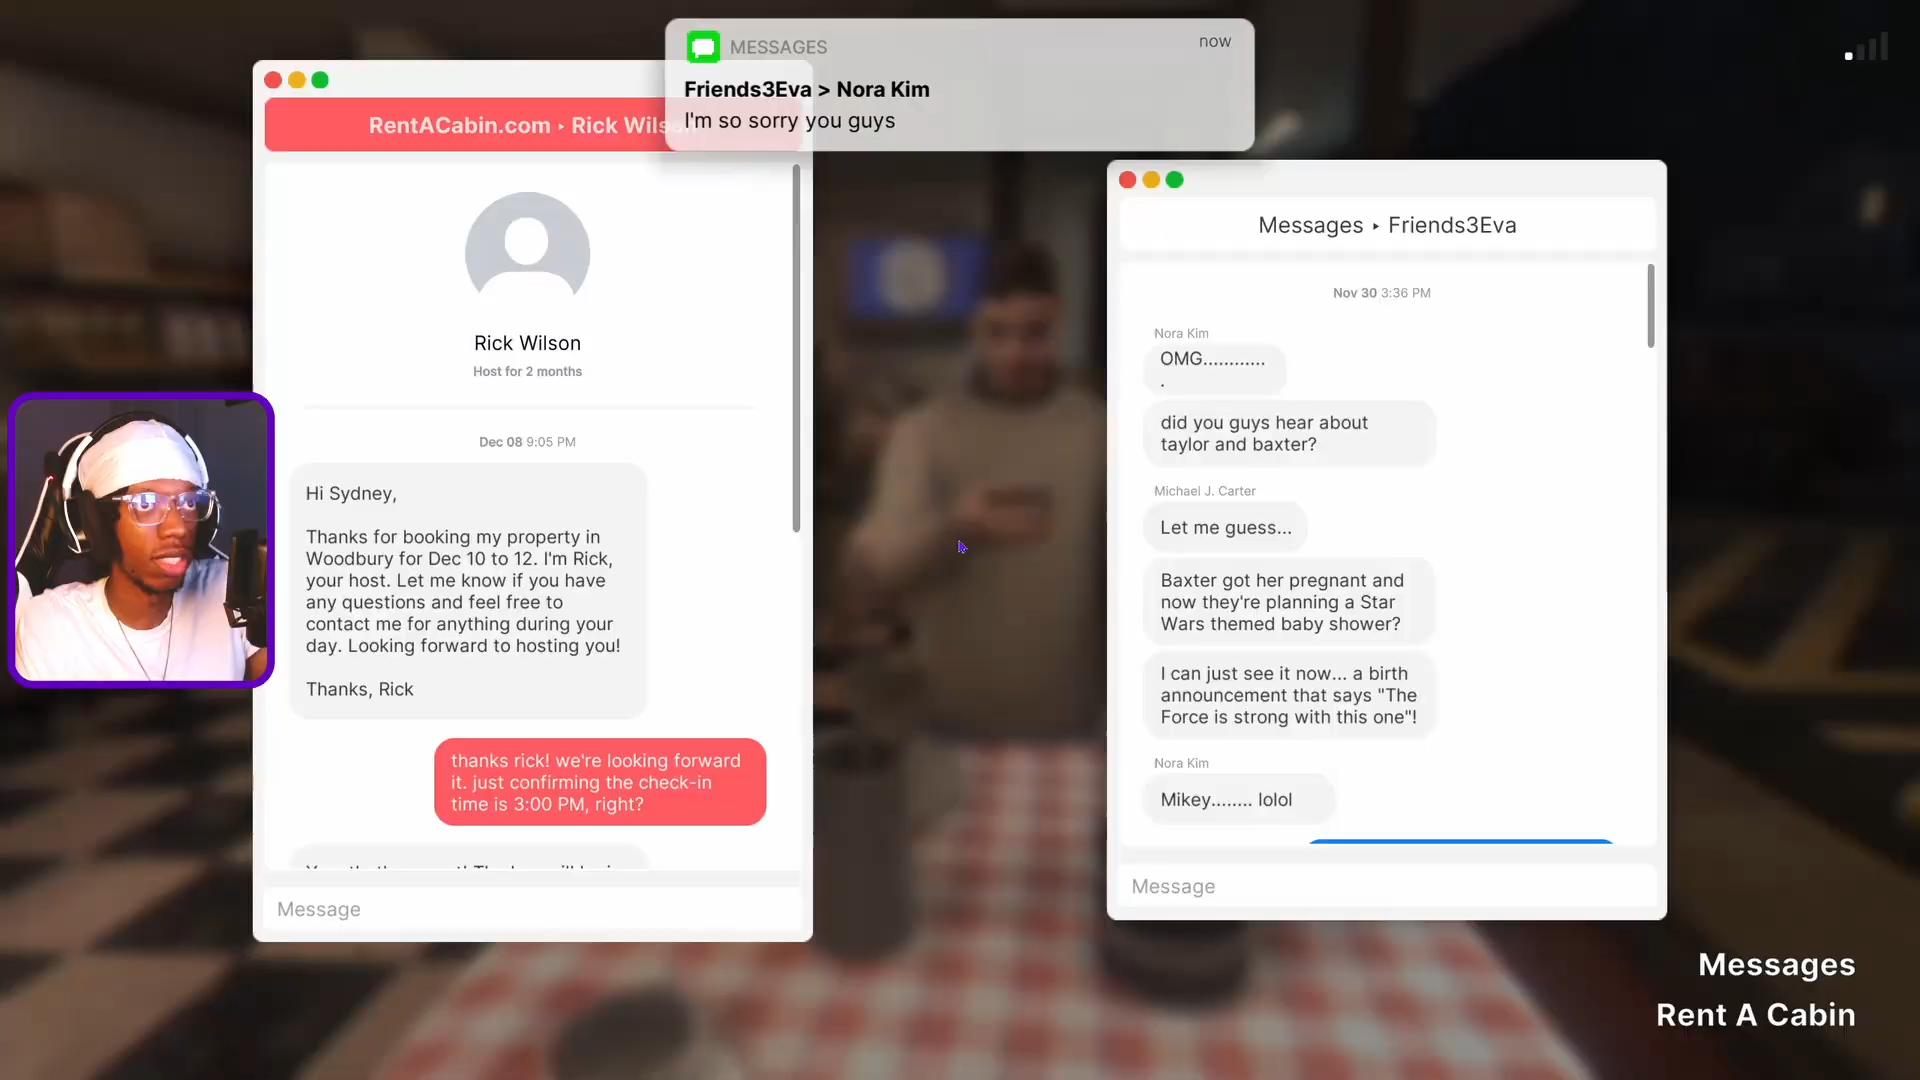 MESSAGES
now
Friends3Eva > Nora Kim
I'm so sorry you guys
RentACabin.com ▸ Rick
Rick Wilson
Host for 2 months
Dec 08 9:05 PM
Hi Sydney,
Thanks for booking my property in
Woodbury for Dec 10 to 12. I'm Rick,
your host. Let me know if you have
any questions and feel free to
contact me for anything during your
day. Looking forward to hosting you!
Thanks, Rick
thanks rick! we're looking forward
it. just confirming the check-in
time is 3:00 PM, right?
Message
Messages ▸ Friends3Eva
Nov 30 3:36 PM
Nora Kim
OMG............
.
did you guys hear about
taylor and baxter?
Michael J. Carter
Let me guess...
Baxter got her pregnant and
now they're planning a Star
Wars themed baby shower?
I can just see it now... a birth
announcement that says "The
Force is strong with this one"!
Nora Kim
Mikey........ lolol
Message
Messages
Rent A Cabin